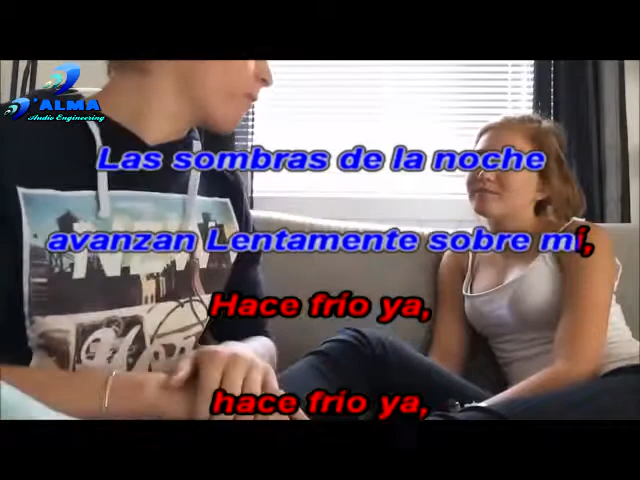 D'ALMA
Audio Engineering
Las sombras de la noche
avanzan Lentamente sobre mí,
Hace frío ya,
hace frío ya,